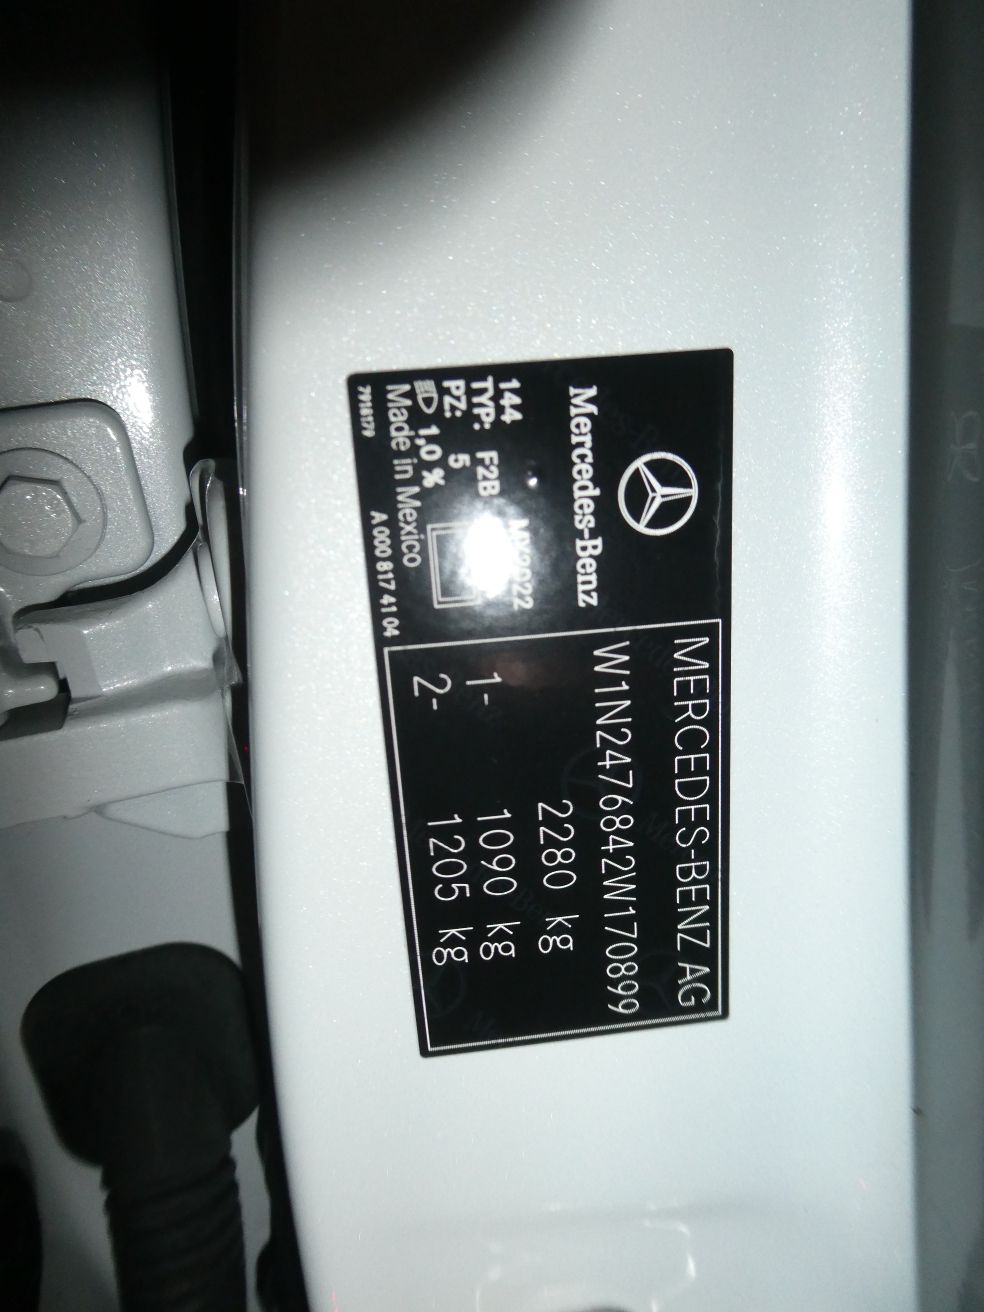 Mercedes-Benz
144
TYP: F2B
PZ: 5
1,0 %
Made in Mexico
7918179 A 000 817 41 04
MERCEDES-BENZ AG
W1N2476842W170899
2280 kg
1- 1090 kg
2- 1205 kg